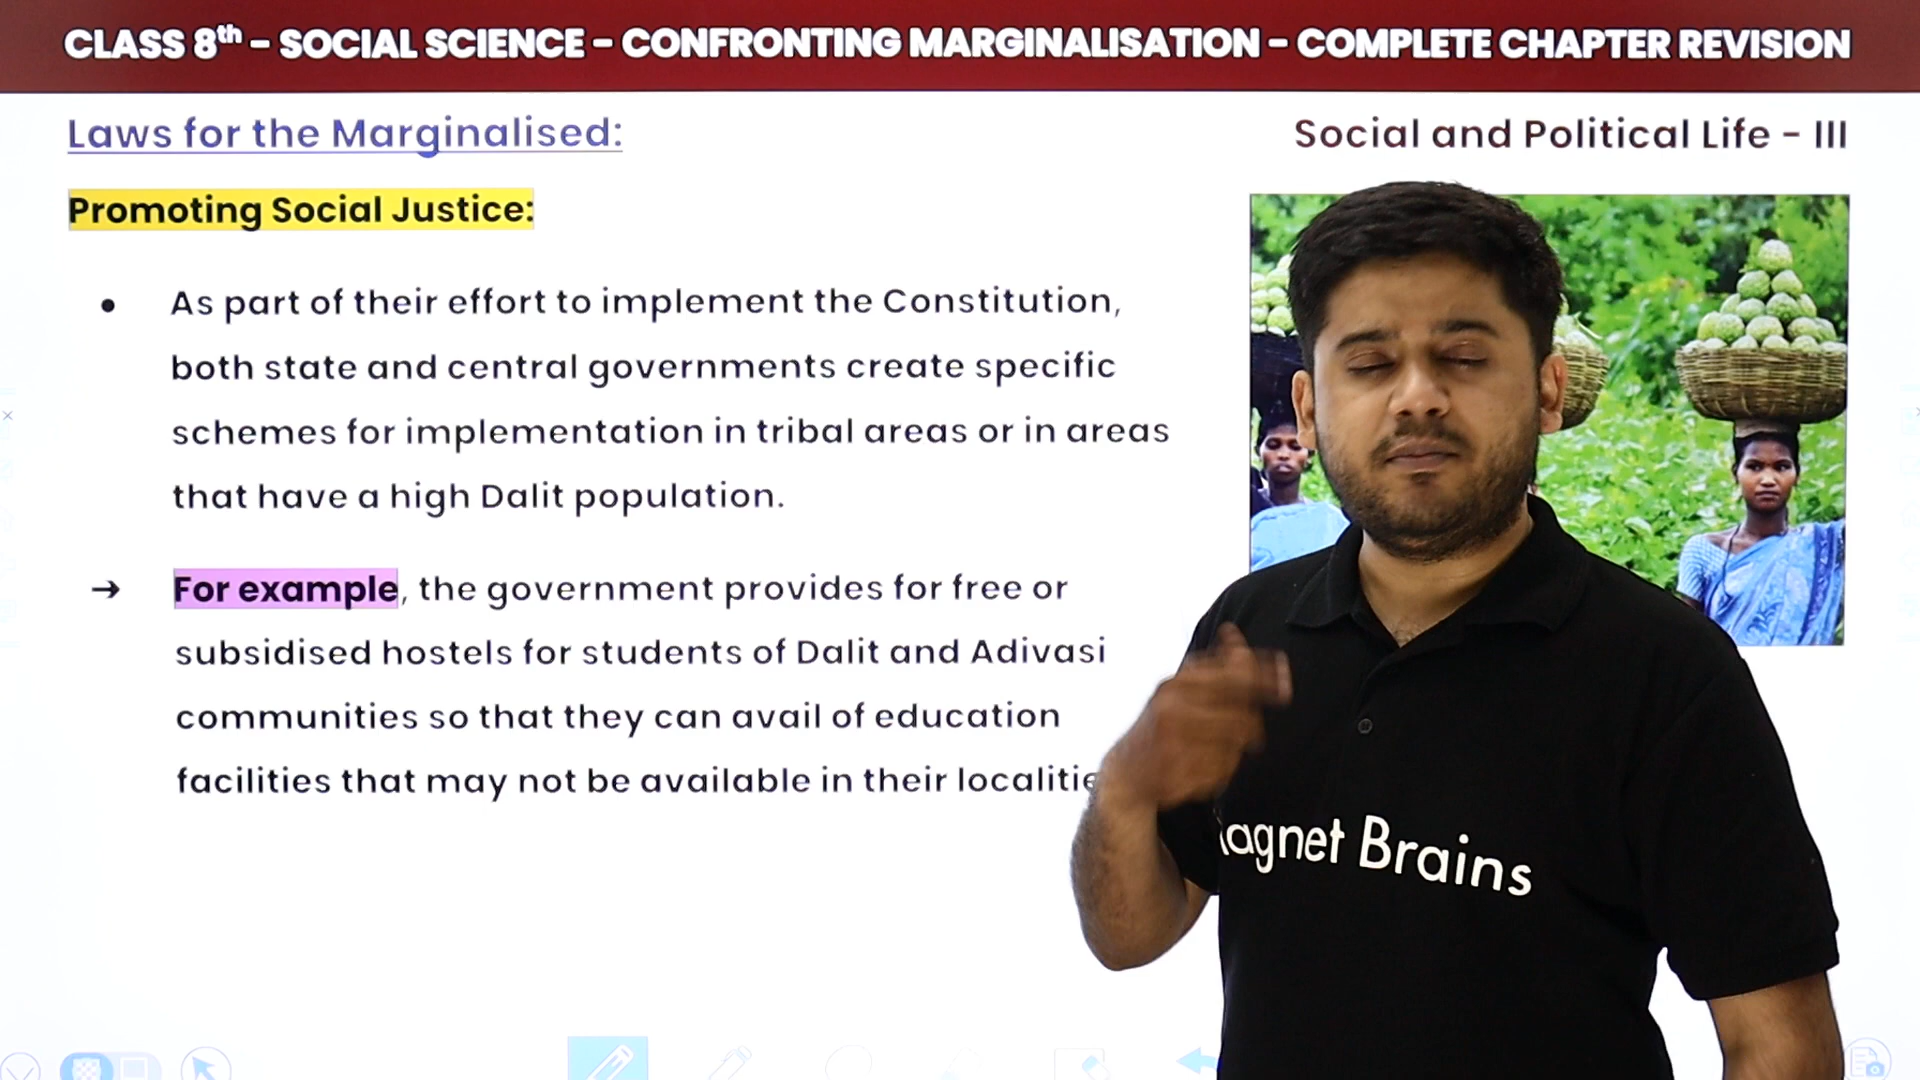 CLASS 8th – SOCIAL SCIENCE – CONFRONTING MARGINALISATION – COMPLETE CHAPTER REVISION
Laws for the Marginalised:
Social and Political Life – III
Promoting Social Justice:
• As part of their effort to implement the Constitution,
both state and central governments create specific
schemes for implementation in tribal areas or in areas
that have a high Dalit population.
→ For example, the government provides for free or
subsidised hostels for students of Dalit and Adivasi
communities so that they can avail of education
facilities that may not be available in their
Brains